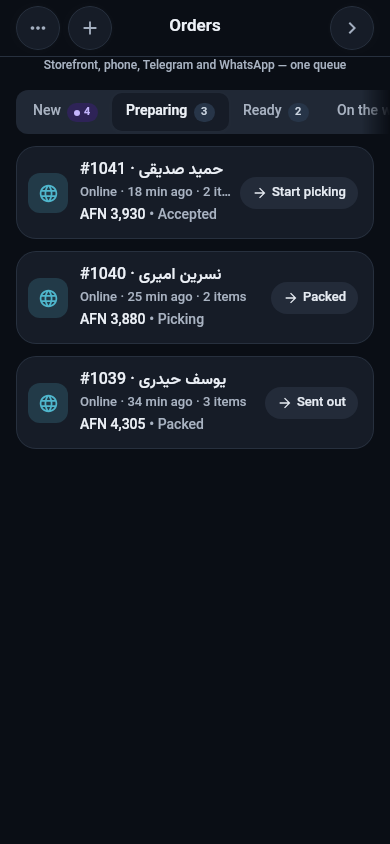 Orders
Storefront, phone, Telegram and WhatsApp — one queue
New 4 Preparing 3 Ready 2 On the
#1041 · حمید صدیقی
Online · 18 min ago · 2 it…
AFN 3,930 • Accepted
→ Start picking
#1040 · نسرین امیری
Online · 25 min ago · 2 items
AFN 3,880 • Picking
→ Packed
#1039 · یوسف حیدری
Online · 34 min ago · 3 items
AFN 4,305 • Packed
→ Sent out